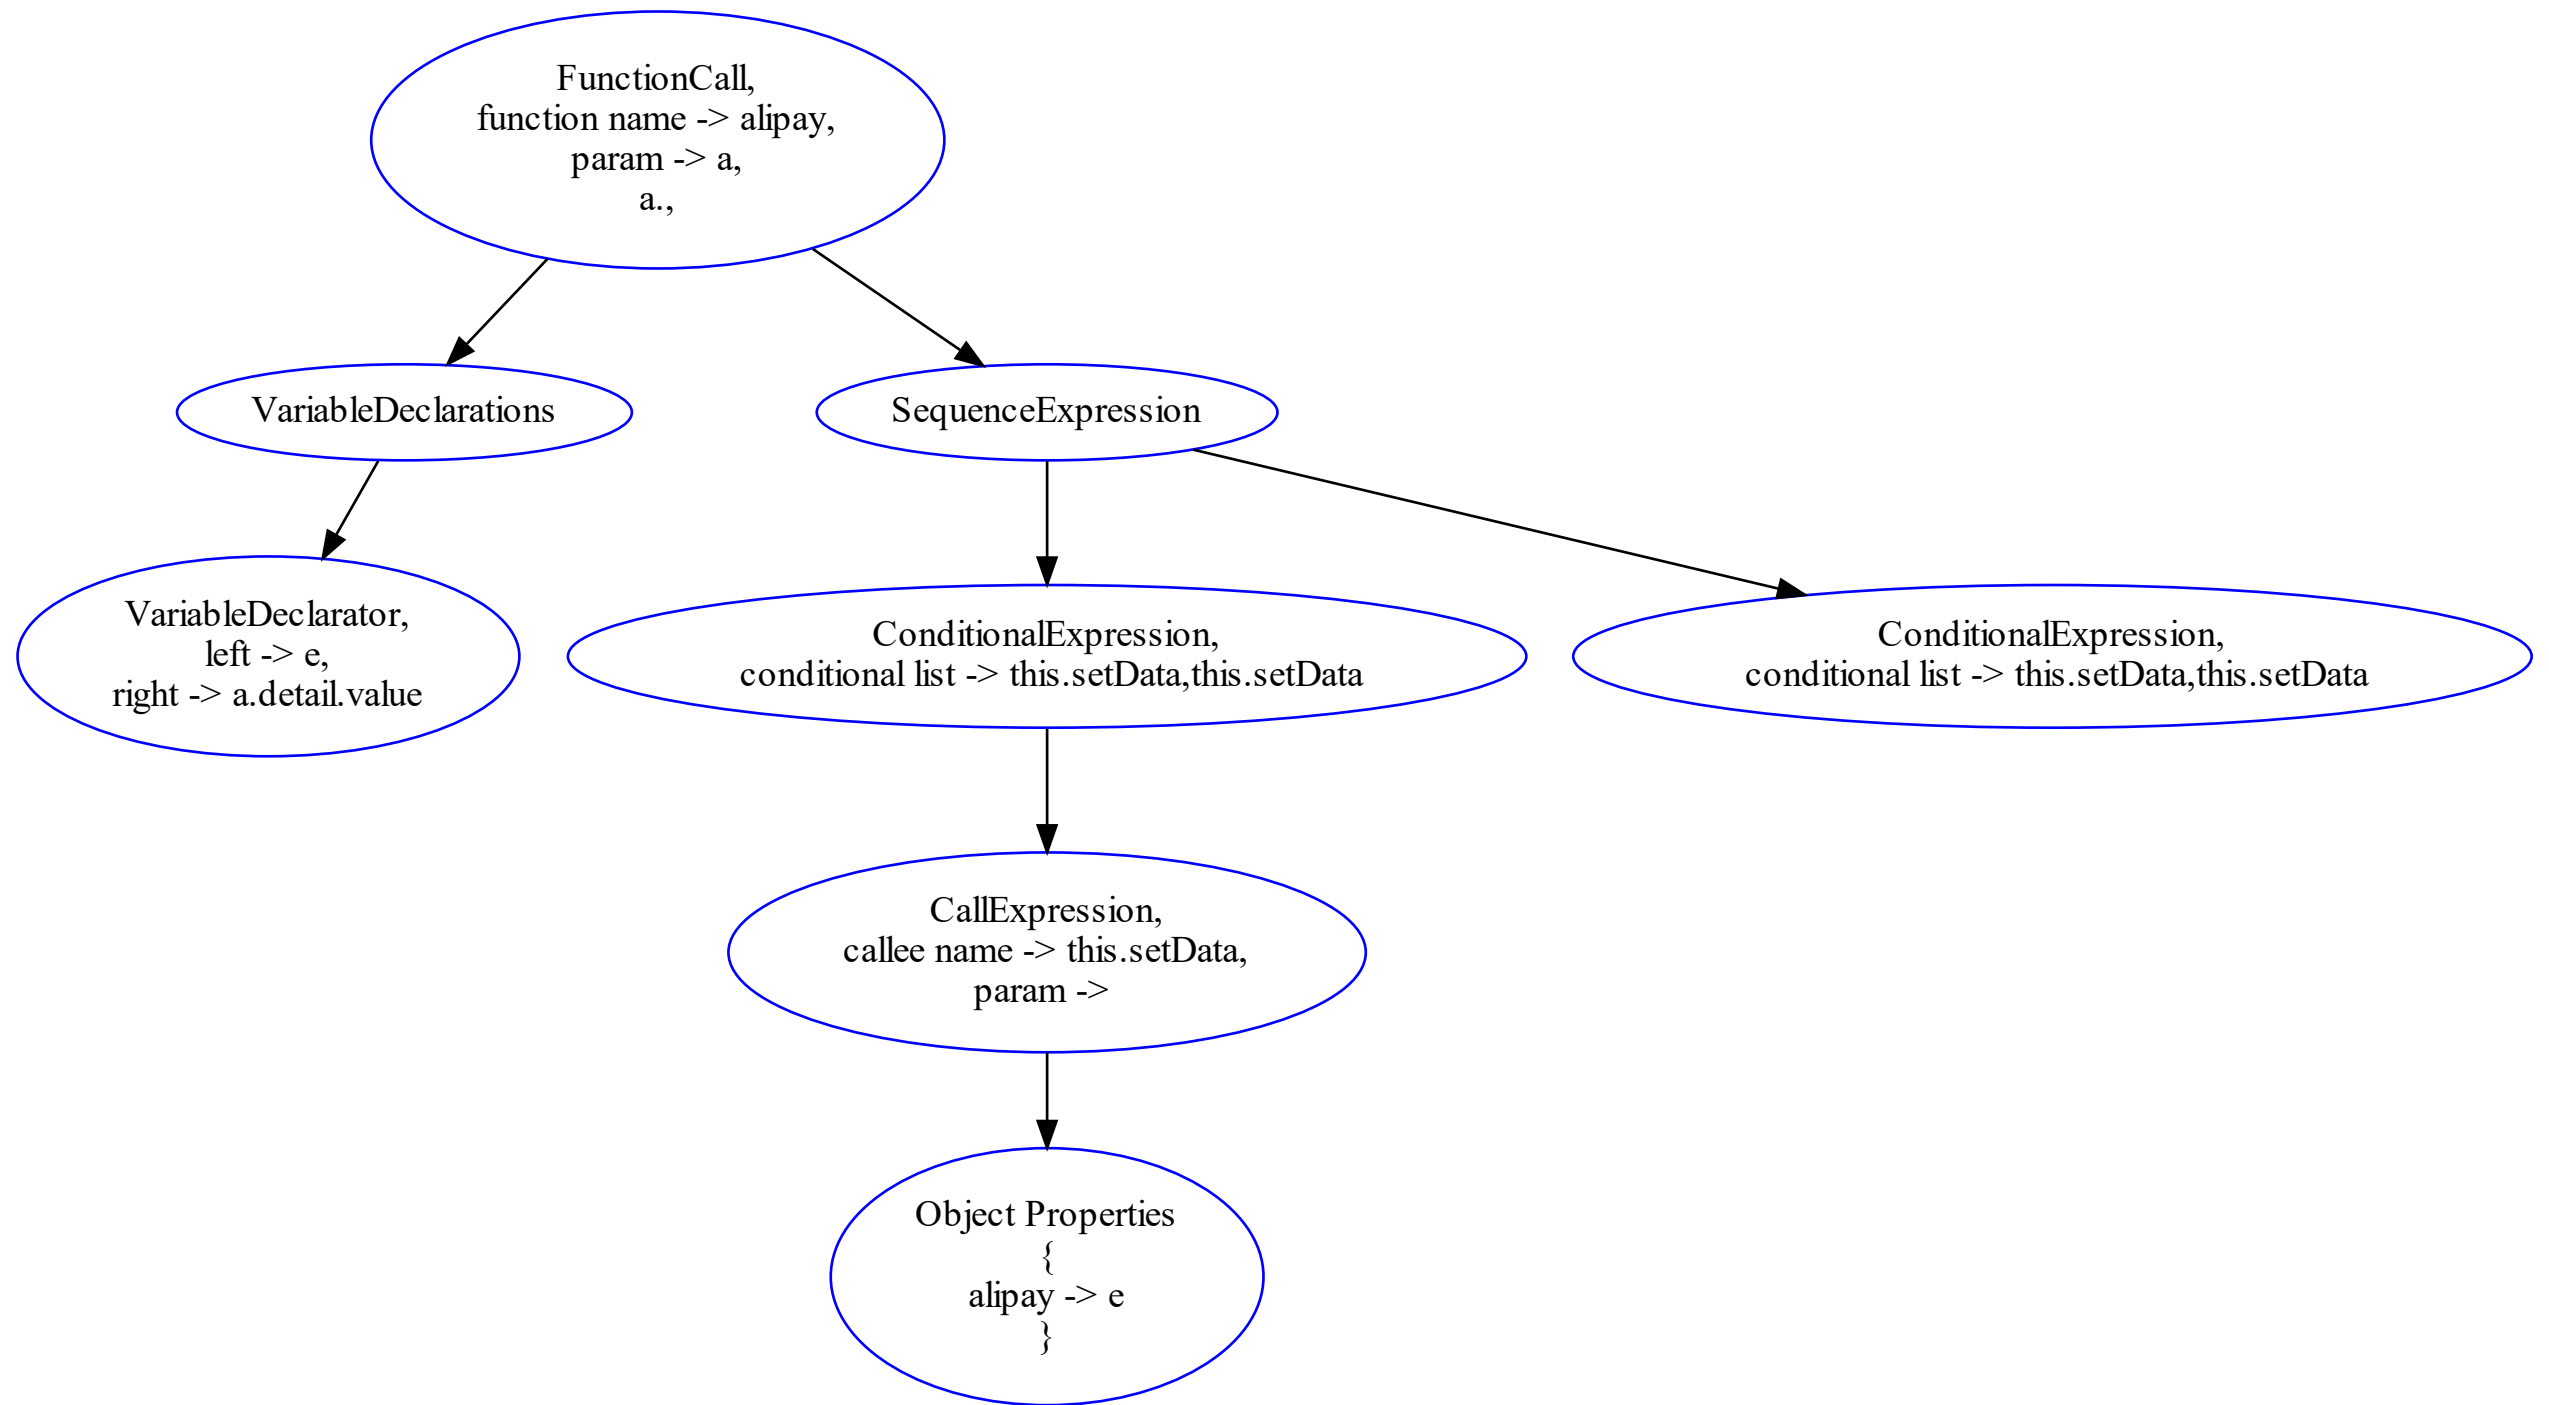 FunctionCall,
function name -> alipay,
param -> a,
a.,
VariableDeclarations
SequenceExpression
VariableDeclarator,
left -> e,
right -> a.detail.value
ConditionalExpression,
conditional list -> this.setData,this.setData
ConditionalExpression,
conditional list -> this.setData,this.setData
CallExpression,
callee name -> this.setData,
param ->
Object Properties
{
alipay -> e
}